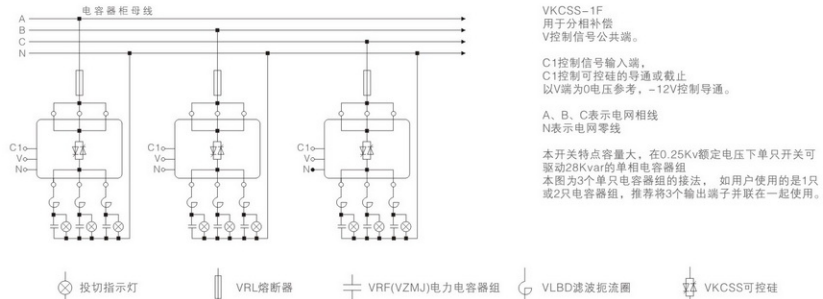 电容器柜母线
A
B
C
N
C1
V
N
C1
V
N
C1
V
N
VKCSS-1F
用于分相补偿
V控制信号公共端。
C1控制信号输入端，
C1控制可控硅的导通或截止
以V端为0电压参考，-12V控制导通。
A、B、C表示电网相线
N表示电网零线
本开关特点容量大，在0.25Kv额定电压下单只开关可
驱动28Kvar的单相电容器组
本图为3个单只电容器组的接法， 如用户使用的是1只
或2只电容器组，推荐将3个输出端子并联在一起使用。
投切指示灯
VRL熔断器
VRF(VZMJ)电力电容器组
VLBD滤波扼流圈
VKCSS可控硅